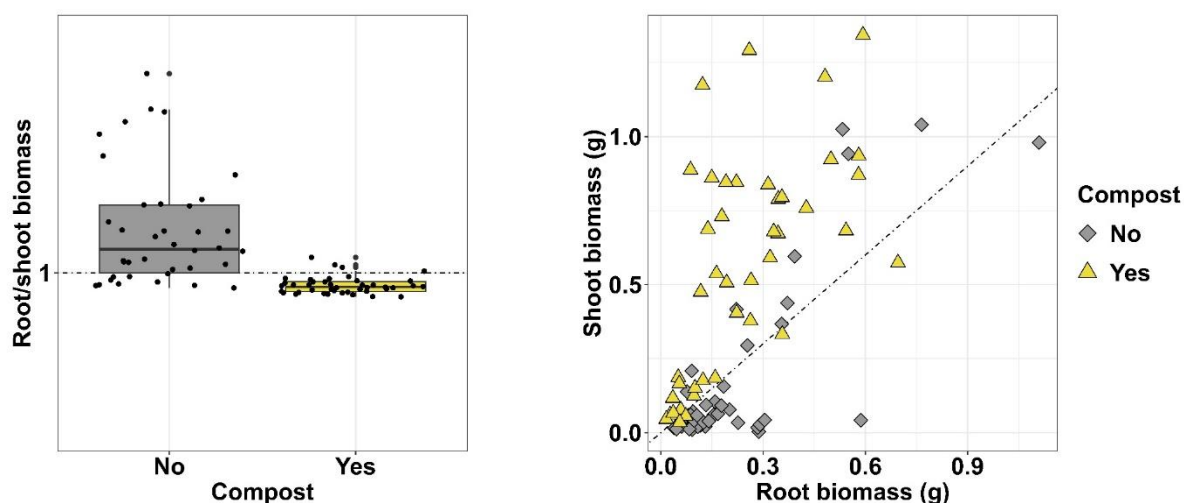 Root/shoot biomass
1
No
Yes
Compost
Shoot biomass (g)
1.0
0.5
0.0
0.0
0.3
0.6
0.9
Root biomass (g)
Compost
No
Yes